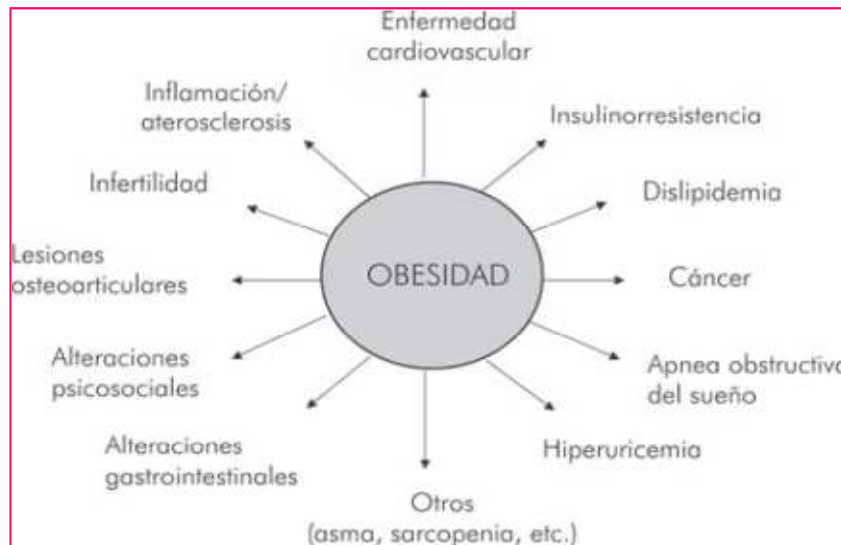 Enfermedad
cardiovascular
Inflamación/
aterosclerosis
Insulinorresistencia
Infertilidad
Dislipidemia
Lesiones
osteoarticulares
OBESIDAD
Cáncer
Alteraciones
psicosociales
Apnea obstructiva
del sueño
Alteraciones
gastrointestinales
Hiperuricemia
Otros
(asma, sarcopenia, etc.)